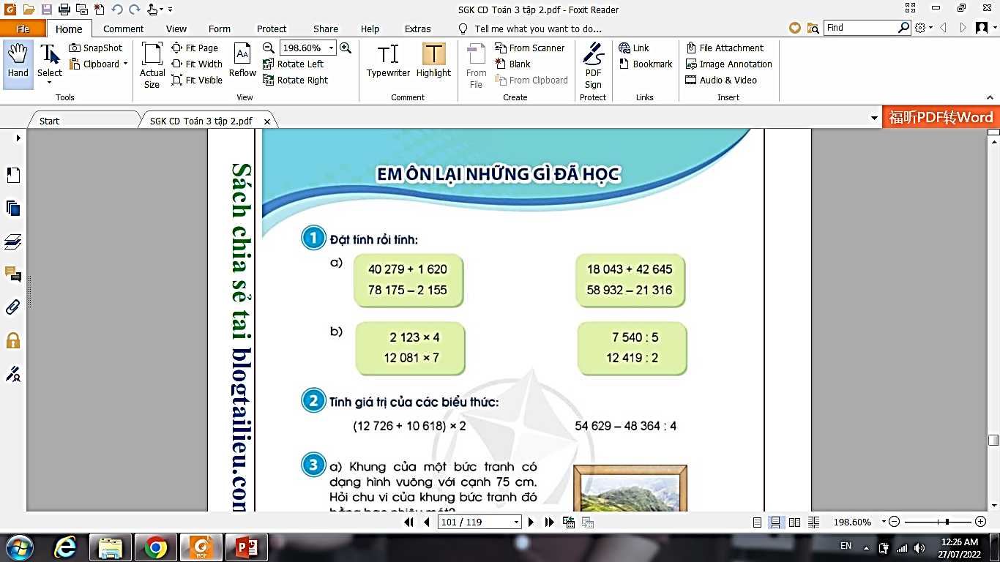 SGK CD Toán 3 tập 2.pdf - Foxit Reader
File Home Comment View Form Protect Share Help Extras Tell me what you want to do... Find
Hand
Select
SnapShot
Clipboard
Tools
Actual Size
Fit Page
Fit Width
Fit Visible
Reflow
198.60%
Rotate Left
Rotate Right
View
Typewriter
Highlight
Comment
From File
From Scanner
Blank
From Clipboard
Create
PDF Sign
Protect
Link
Bookmark
Links
File Attachment
Image Annotation
Audio & Video
Insert
Start SGK CD Toán 3 tập 2.pdf
福昕PDF转Word
Sách chia sẻ tai blogtailieu.con
EM ÔN LẠI NHỮNG GÌ ĐÃ HỌC
1 Đặt tính rồi tính:
a)
40 279 + 1 620
78 175 – 2 155
18 043 + 42 645
58 932 – 21 316
b)
2 123 × 4
12 081 × 7
7 540 : 5
12 419 : 2
2 Tính giá trị của các biểu thức:
(12 726 + 10 618) × 2 54 629 – 48 364 : 4
3 a) Khung của một bức tranh có
dạng hình vuông với cạnh 75 cm.
Hỏi chu vi của khung bức tranh đó
101 / 119
198.60%
PDF
EN
12:26 AM
27/07/2022